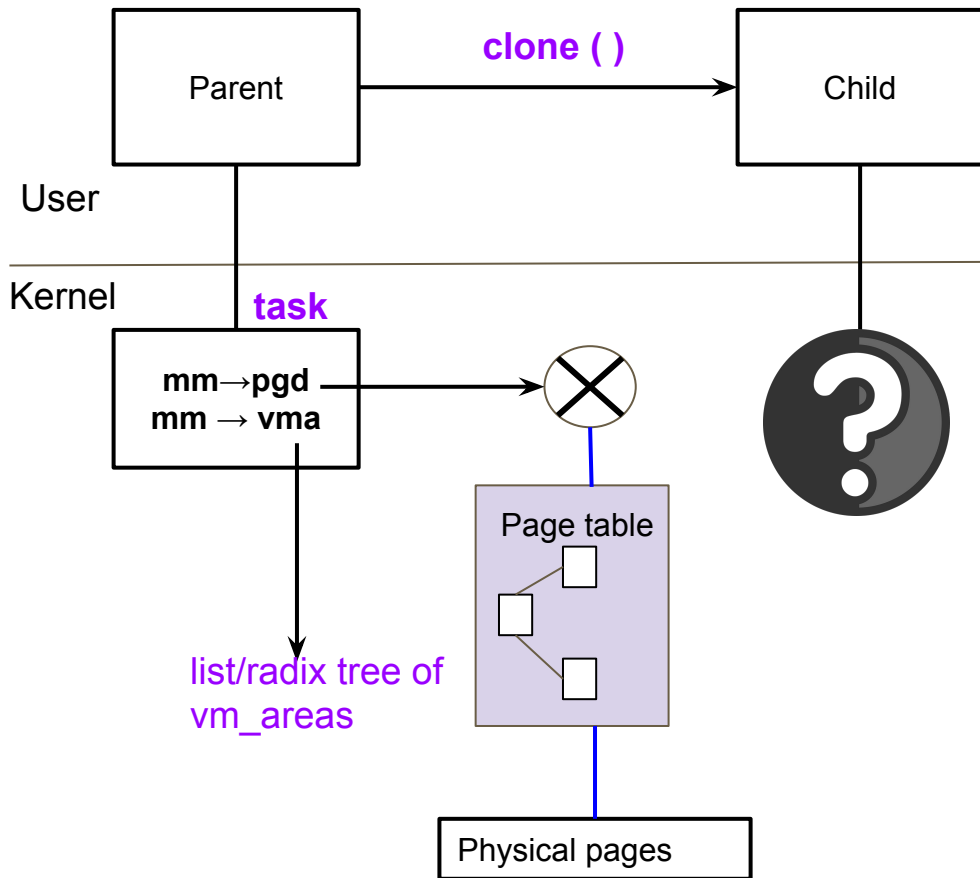 clone ( )
Parent
Child
User
Kernel
task
mm→pgd
mm → vma
Page table
list/radix tree of
vm_areas
Physical pages